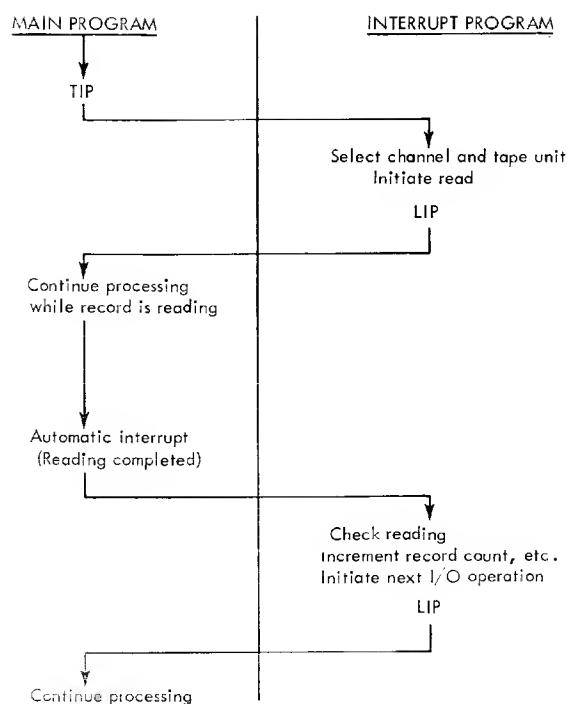 MAIN PROGRAM
INTERRUPT PROGRAM
TIP
Select channel and tape unit
Initiate read
LIP
Continue processing
while record is reading
Automatic interrupt
(Reading completed)
Check reading
Increment record count, etc.
Initiate next I/O operation
LIP
Continue processing